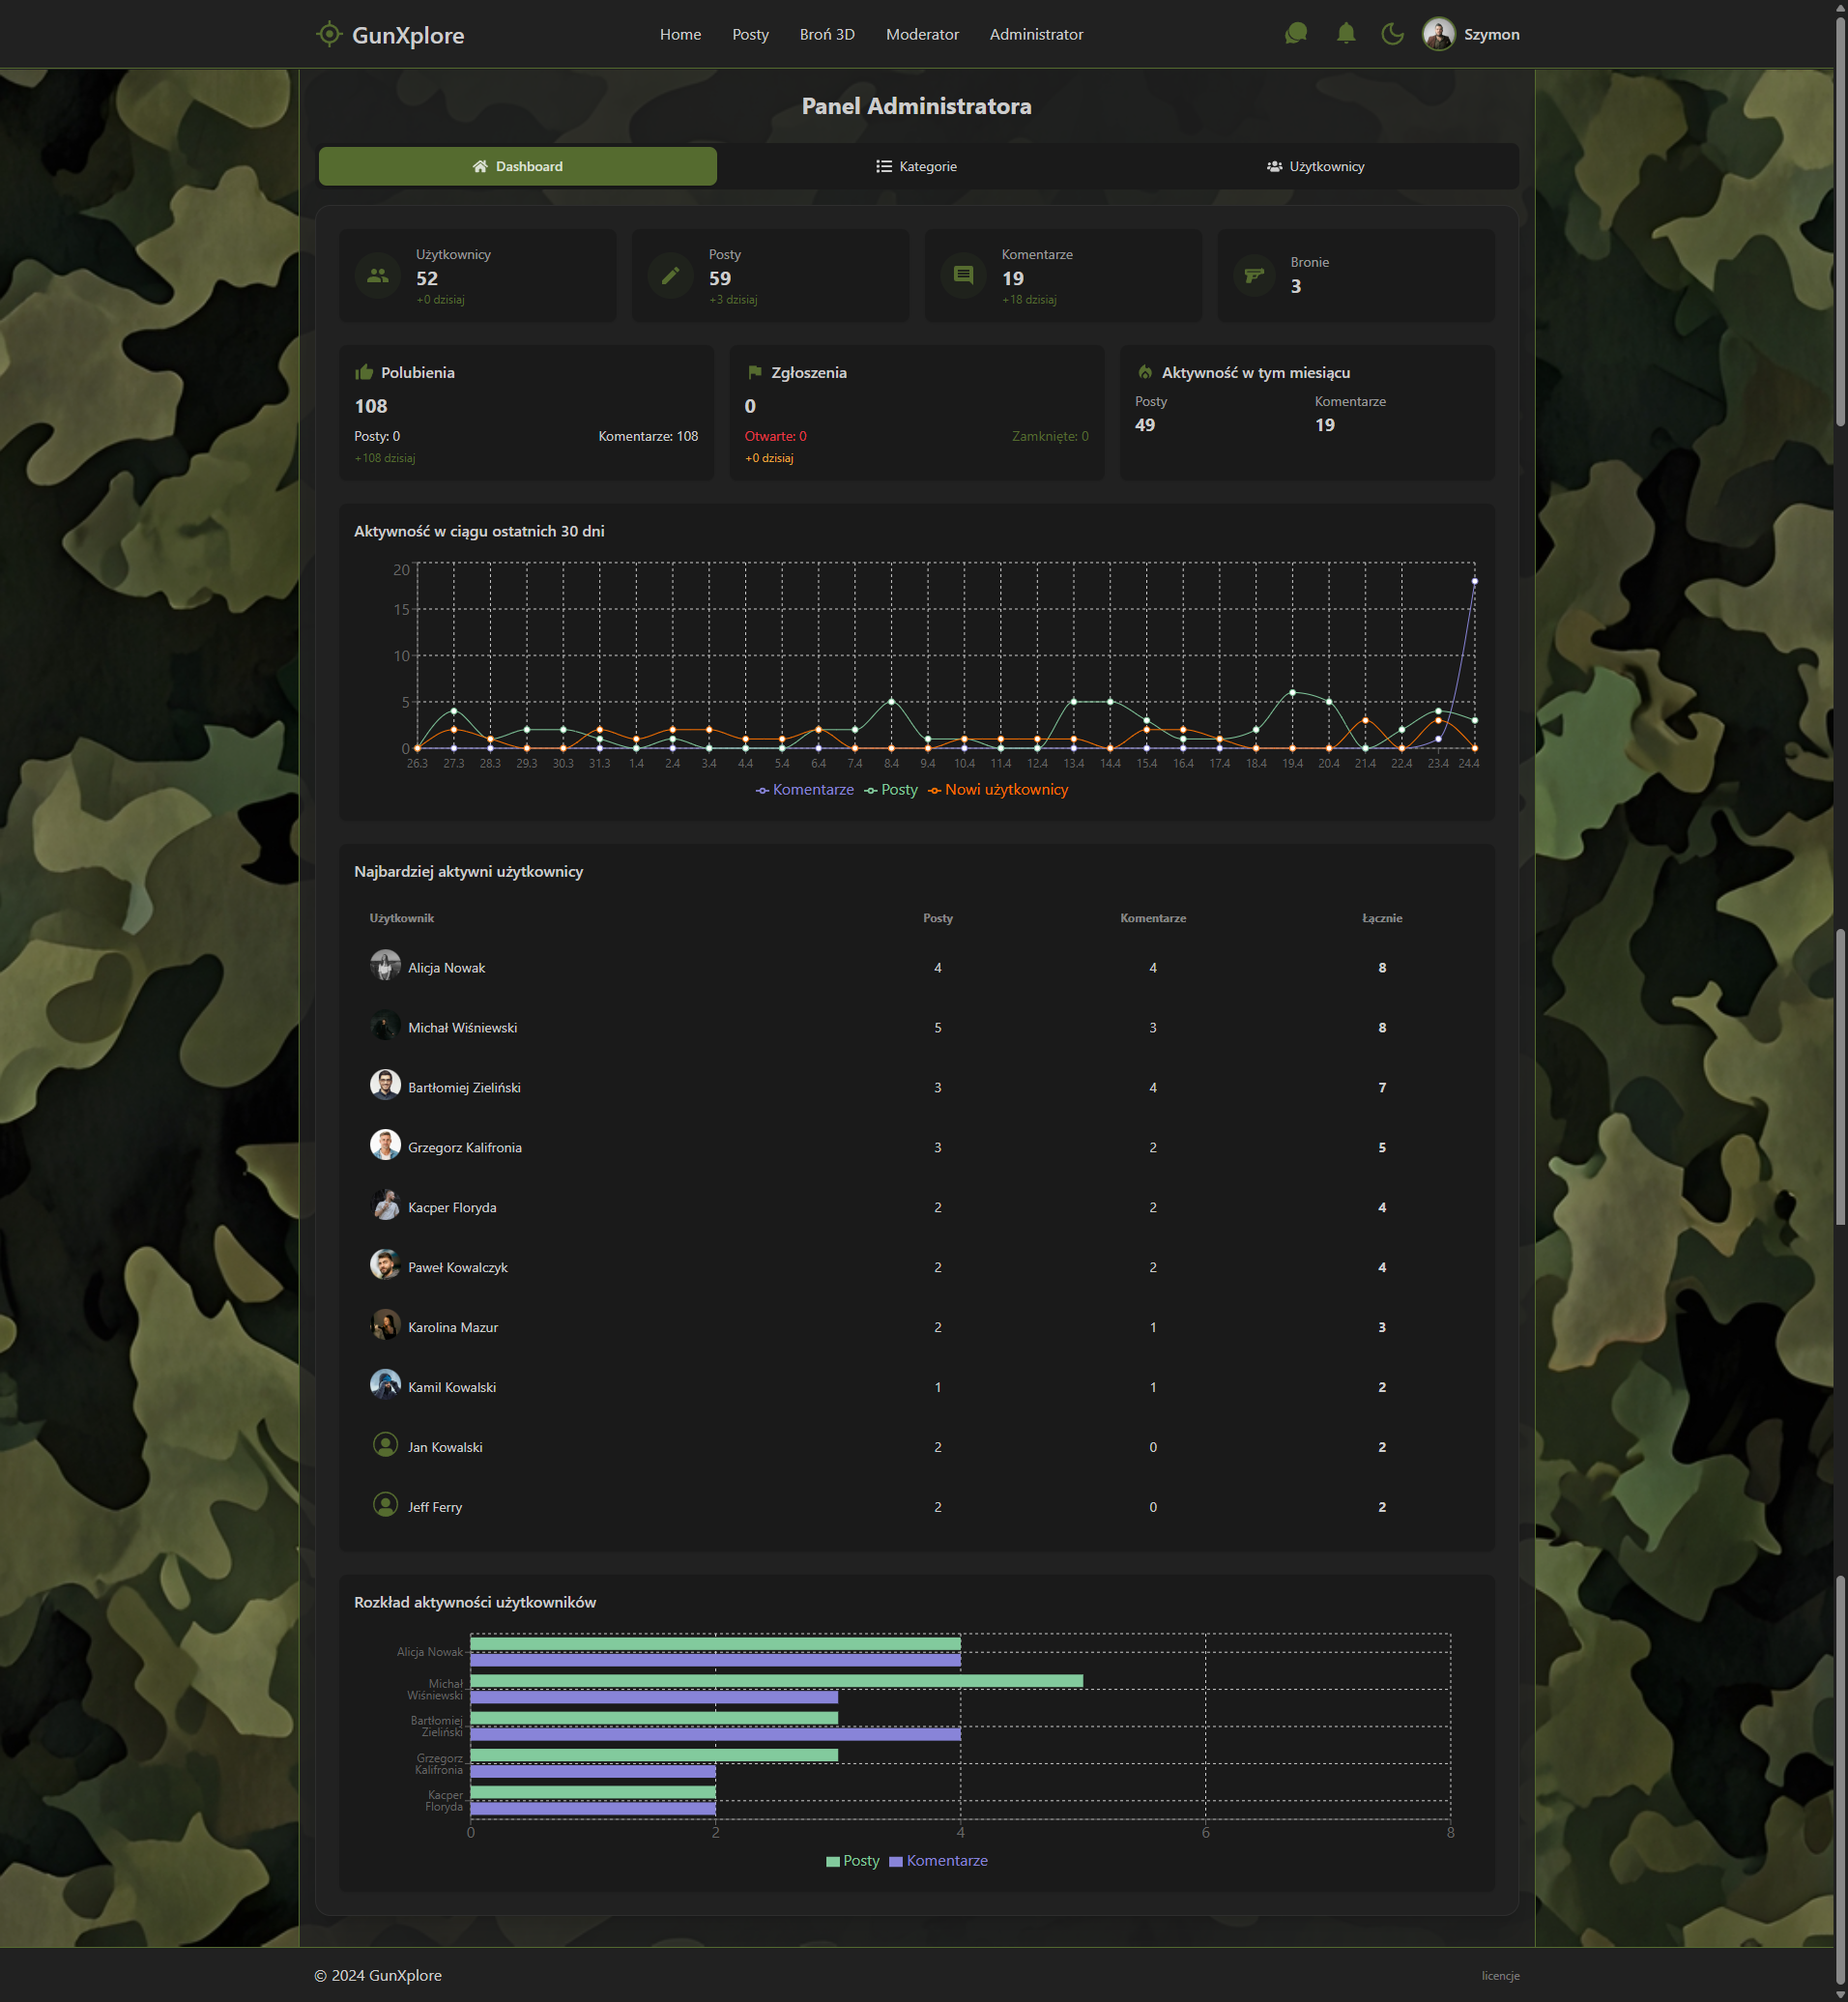 GunXplore
Home Posty Broń 3D Moderator Administrator
Szymon
Panel Administratora
Dashboard Kategorie Użytkownicy
Użytkownicy
52
+0 dzisiaj
Posty
59
+3 dzisiaj
Komentarze
19
+18 dzisiaj
Bronie
3
Polubienia
108
Posty: 0 Komentarze: 108
+108 dzisiaj
Zgłoszenia
0
Otwarte: 0 Zamknięte: 0
+0 dzisiaj
Aktywność w tym miesiącu
Posty Komentarze
49 19
Aktywność w ciągu ostatnich 30 dni
20
15
10
5
0
26.3 27.3 28.3 29.3 30.3 31.3 1.4 2.4 3.4 4.4 5.4 6.4 7.4 8.4 9.4 10.4 11.4 12.4 13.4 14.4 15.4 16.4 17.4 18.4 19.4 20.4 21.4 22.4 23.4 24.4
Komentarze Posty Nowi użytkownicy
Najbardziej aktywni użytkownicy
Użytkownik Posty Komentarze Łącznie
Alicja Nowak 4 4 8
Michał Wiśniewski 5 3 8
Bartłomiej Zieliński 3 4 7
Grzegorz Kalifronia 3 2 5
Kacper Floryda 2 2 4
Paweł Kowalczyk 2 2 4
Karolina Mazur 2 1 3
Kamil Kowalski 1 1 2
Jan Kowalski 2 0 2
Jeff Ferry 2 0 2
Rozkład aktywności użytkowników
Alicja Nowak
Michał
Wiśniewski
Bartłomiej
Zieliński
Grzegorz
Kalifronia
Kacper
Floryda
0 2 4 6 8
Posty Komentarze
© 2024 GunXplore
licencje